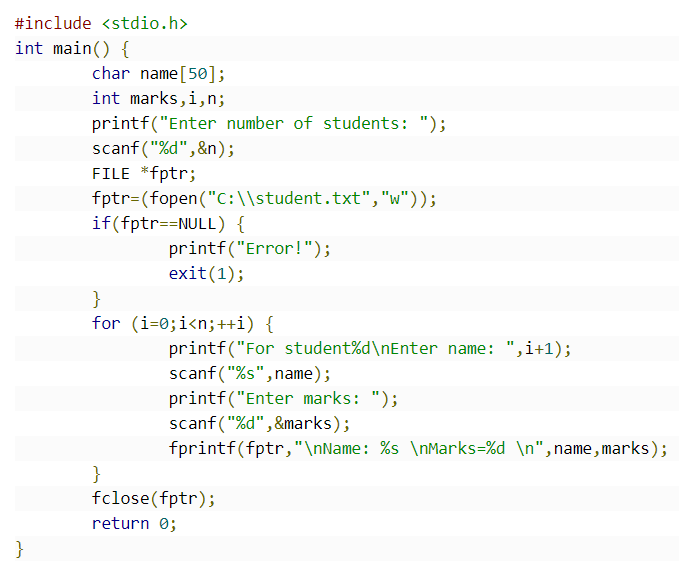 #include <stdio.h>
int main() {
        char name[50];
        int marks,i,n;
        printf("Enter number of students: ");
        scanf("%d",&n);
        FILE *fptr;
        fptr=(fopen("C:\\student.txt","w"));
        if(fptr==NULL) {
                printf("Error!");
                exit(1);
        }
        for (i=0;i<n;++i) {
                printf("For student%d\nEnter name: ",i+1);
                scanf("%s",name);
                printf("Enter marks: ");
                scanf("%d",&marks);
                fprintf(fptr,"\nName: %s \nMarks=%d \n",name,marks);
        }
        fclose(fptr);
        return 0;
}